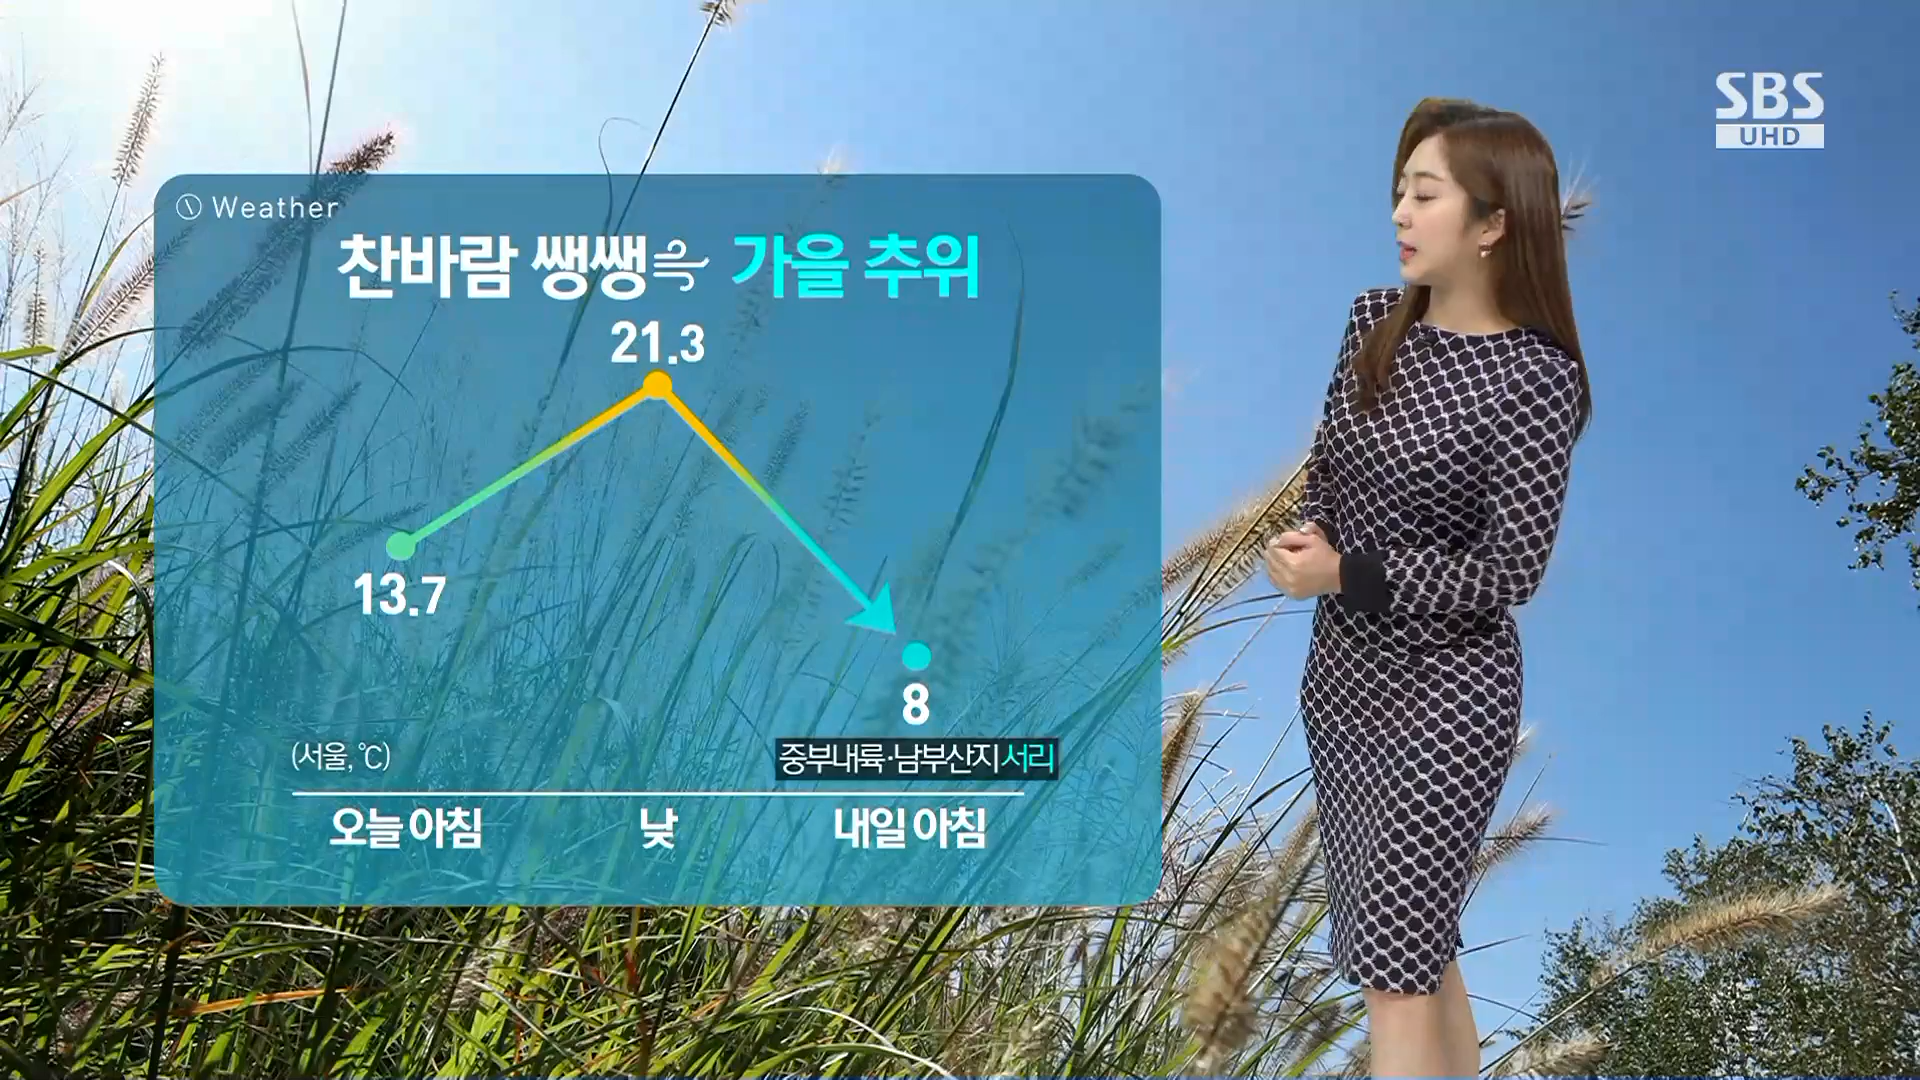 SBS
UHD
Weather
찬바람 쌩쌩 가을 추위
21.3
13.7
8
(서울, ℃)
중부내륙·남부산지 서리
오늘 아침 낮 내일 아침